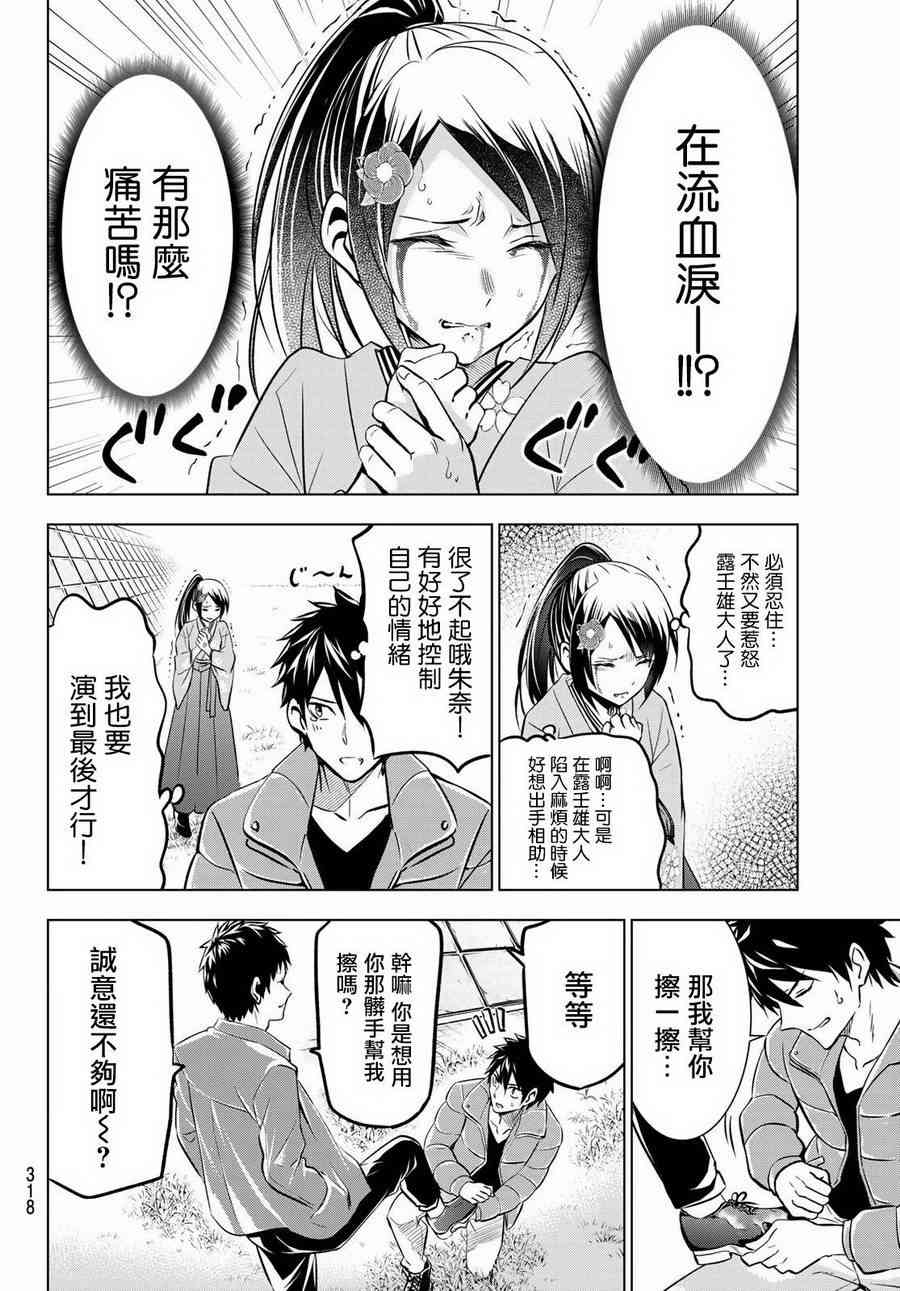 在流血淚—!!?
有那麼
痛苦嗎!?
ぐぐ
ぐぐ
必須忍住…
不然又要惹怒
露壬雄大人了…
啊啊…可是
在露壬雄大人
陷入麻煩的時候
好想出手相助…
很了不起哦朱奈！
有好好地控制
自己的情緒
じ〜ん
我也要
演到最後才行！
那我幫你
擦一擦…
等等
幹嘛 你是想用
你那髒手幫我
擦嗎？
誠意還不夠啊〜？
318